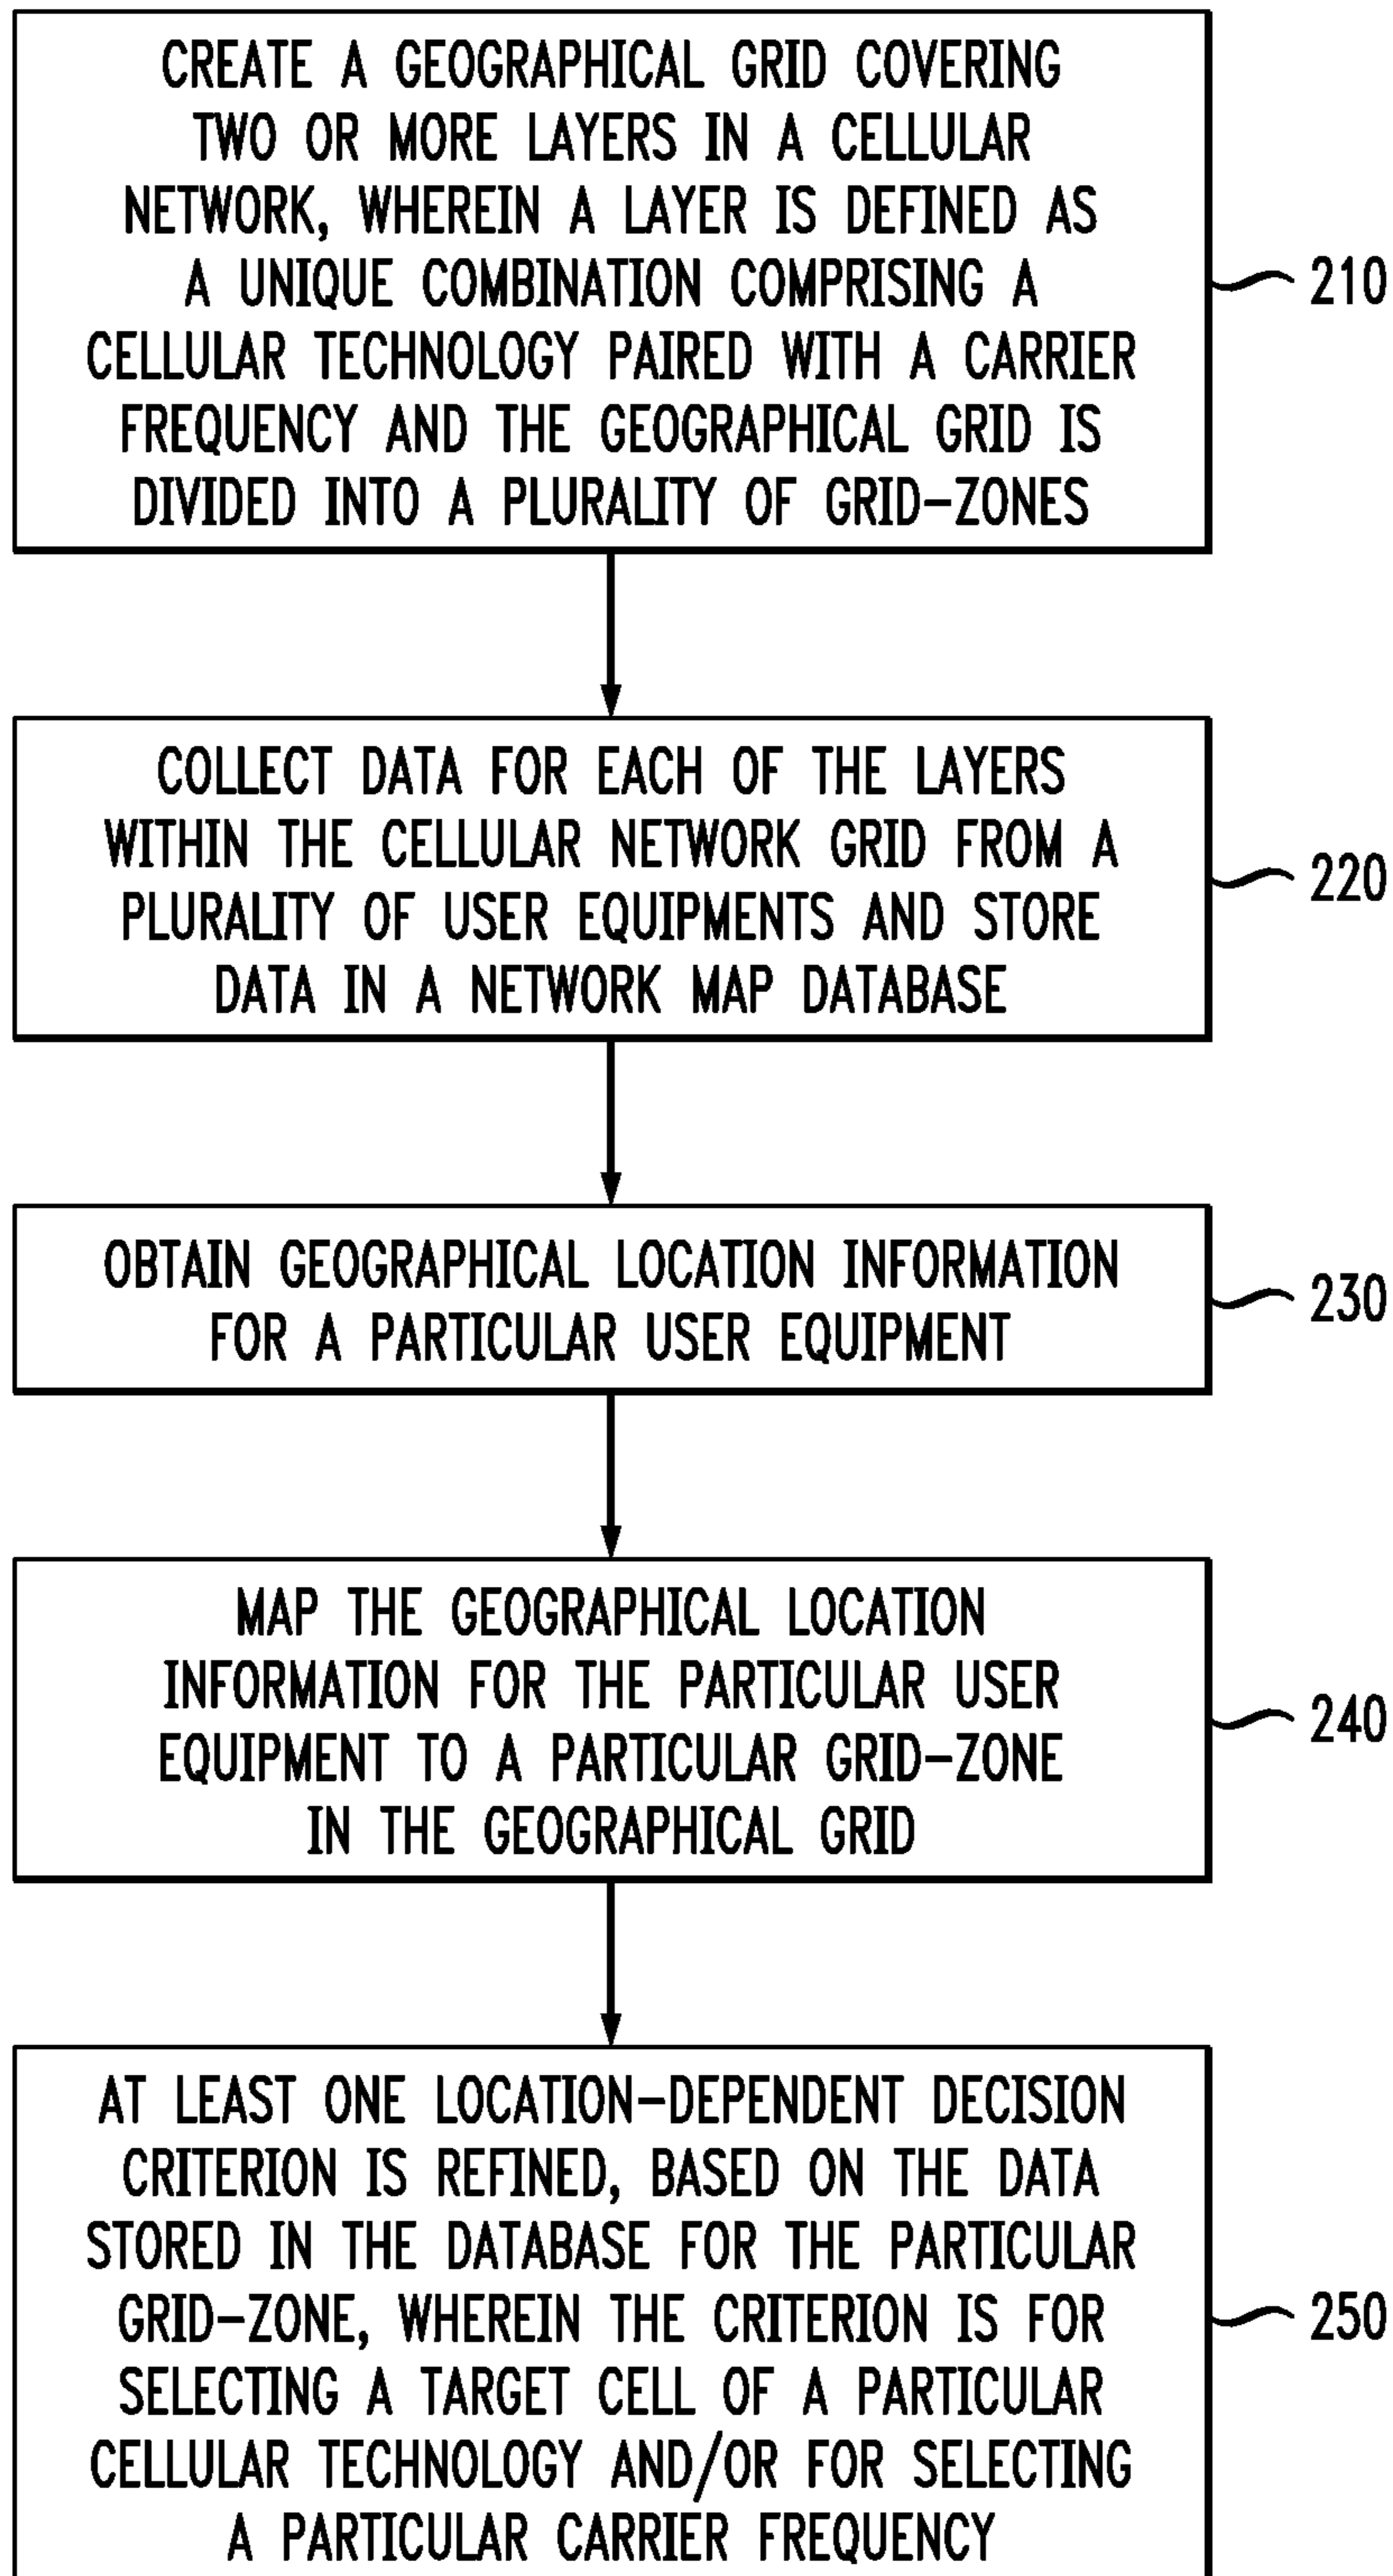 CREATE A GEOGRAPHICAL GRID COVERING
TWO OR MORE LAYERS IN A CELLULAR
NETWORK, WHEREIN A LAYER IS DEFINED AS
A UNIQUE COMBINATION COMPRISING A
CELLULAR TECHNOLOGY PAIRED WITH A CARRIER
FREQUENCY AND THE GEOGRAPHICAL GRID IS
DIVIDED INTO A PLURALITY OF GRID-ZONES
210
COLLECT DATA FOR EACH OF THE LAYERS
WITHIN THE CELLULAR NETWORK GRID FROM A
PLURALITY OF USER EQUIPMENTS AND STORE
DATA IN A NETWORK MAP DATABASE
220
OBTAIN GEOGRAPHICAL LOCATION INFORMATION
FOR A PARTICULAR USER EQUIPMENT
230
MAP THE GEOGRAPHICAL LOCATION
INFORMATION FOR THE PARTICULAR USER
EQUIPMENT TO A PARTICULAR GRID-ZONE
IN THE GEOGRAPHICAL GRID
240
AT LEAST ONE LOCATION-DEPENDENT DECISION
CRITERION IS REFINED, BASED ON THE DATA
STORED IN THE DATABASE FOR THE PARTICULAR
GRID-ZONE, WHEREIN THE CRITERION IS FOR
SELECTING A TARGET CELL OF A PARTICULAR
CELLULAR TECHNOLOGY AND/OR FOR SELECTING
A PARTICULAR CARRIER FREQUENCY
250